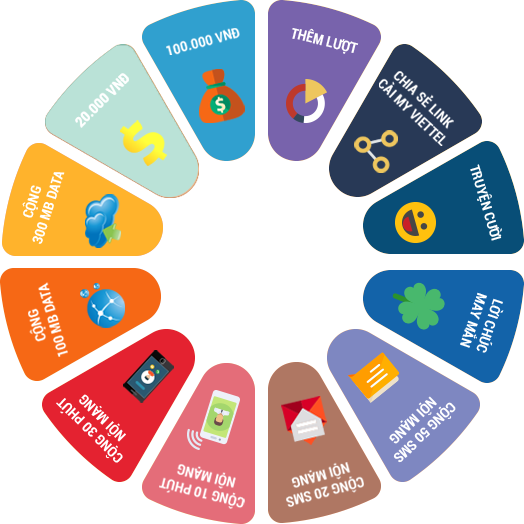 THÊM LƯỢT
CHIA SẺ LINK
CÀI MY VIETTEL
TRUYỆN CƯỜI
LỜI CHÚC
MAY MẮN
CỘNG 50 SMS
NỘI MẠNG
CỘNG 20 SMS
NỘI MẠNG
CỘNG 10 PHÚT
NỘI MẠNG
CỘNG 30 PHÚT
NỘI MẠNG
CỘNG
100 MB DATA
CỘNG
300 MB DATA
20.000 VNĐ
100.000 VNĐ